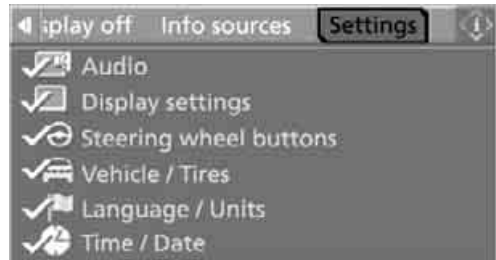 splay off Info sources Settings
Audio
Display settings
Steering wheel buttons
Vehicle / Tires
Language / Units
Time / Date